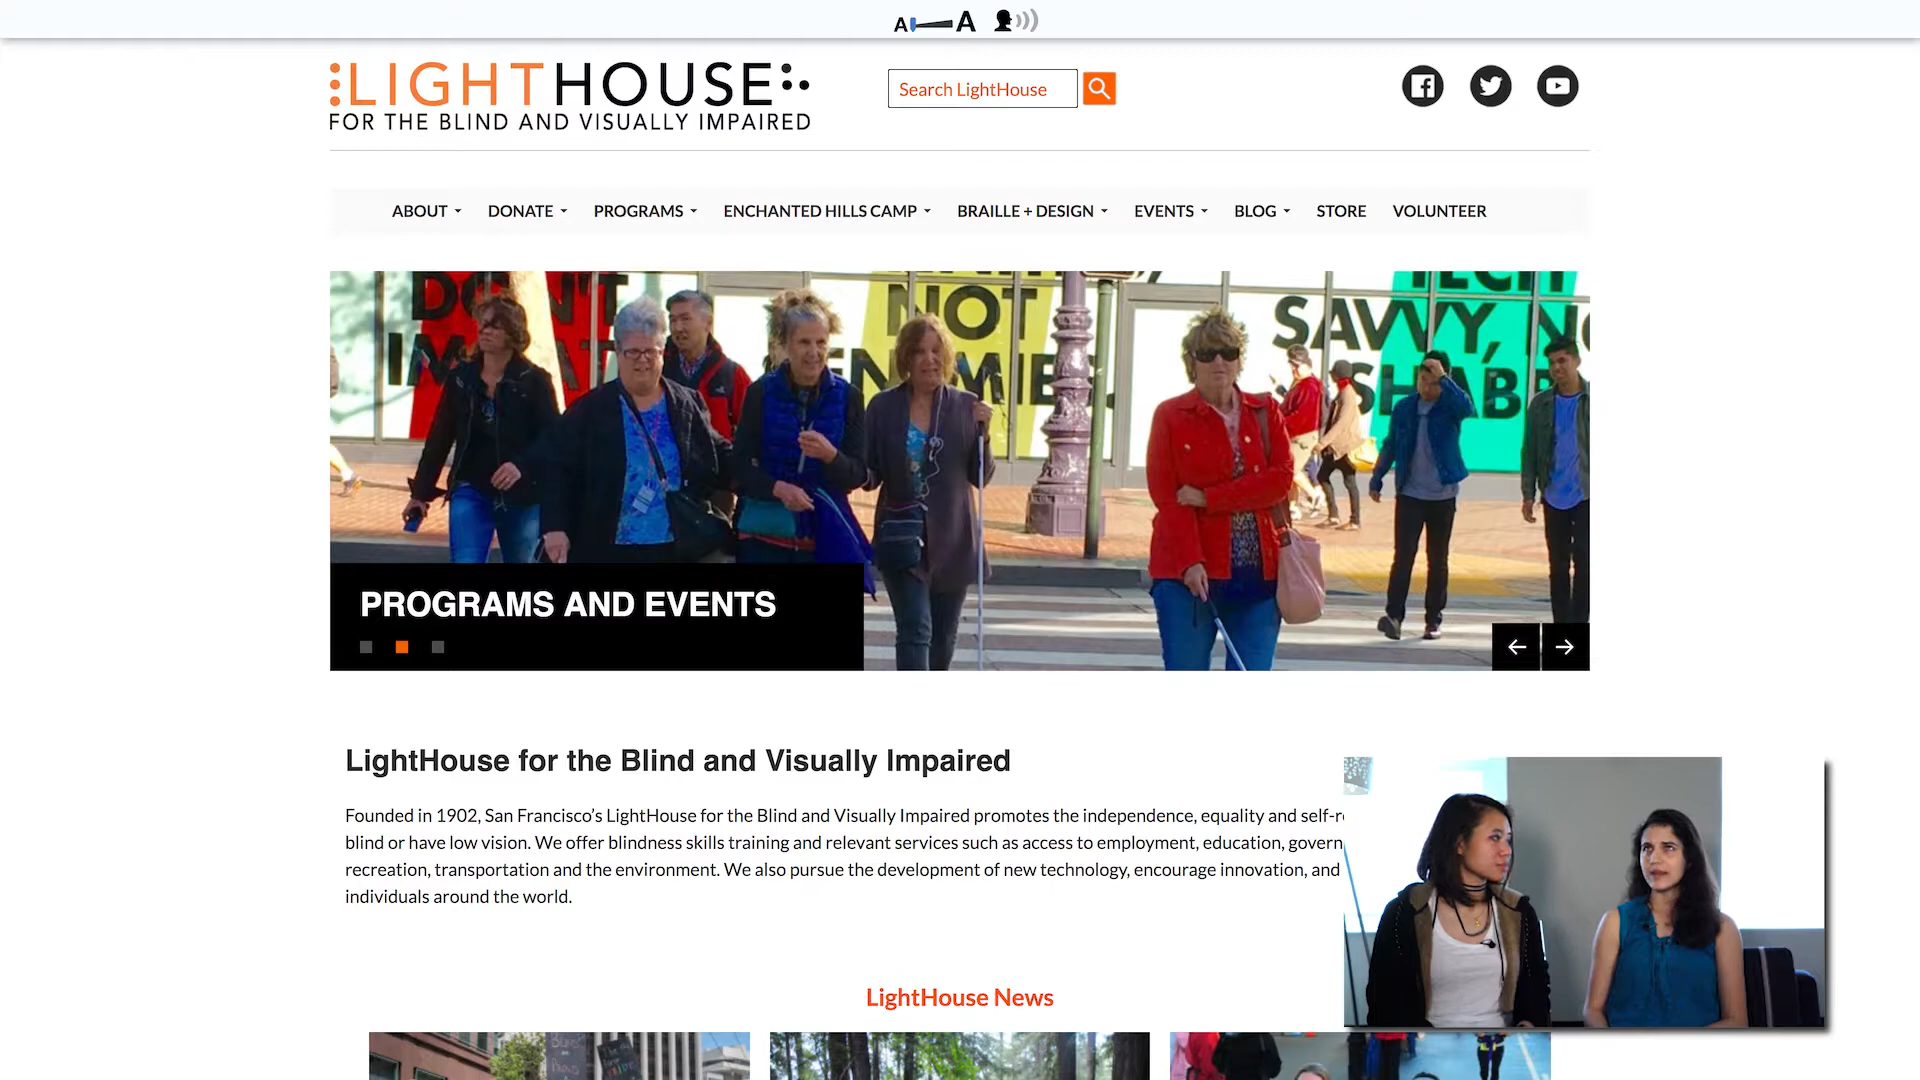 A A
LIGHTHOUSE
FOR THE BLIND AND VISUALLY IMPAIRED
Search LightHouse
ABOUT DONATE PROGRAMS ENCHANTED HILLS CAMP BRAILLE + DESIGN EVENTS BLOG STORE VOLUNTEER
DON'T
NOT
ENEMIES.
TECH
SAVVY,
PROGRAMS AND EVENTS
LightHouse for the Blind and Visually Impaired
Founded in 1902, San Francisco’s LightHouse for the Blind and Visually Impaired promotes the independence, equality and self-r
blind or have low vision. We offer blindness skills training and relevant services such as access to employment, education, govern
recreation, transportation and the environment. We also pursue the development of new technology, encourage innovation, and
individuals around the world.
LightHouse News